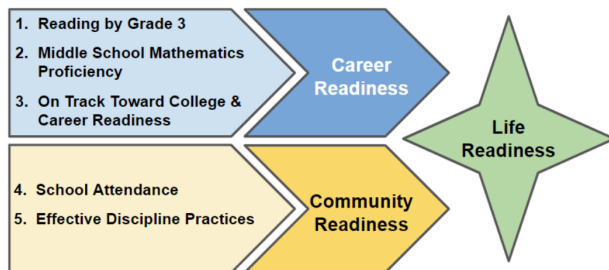 1. Reading by Grade 3
2. Middle School Mathematics
Proficiency
3. On Track Toward College &
Career Readiness
Career
Readiness
4. School Attendance
5. Effective Discipline Practices
Community
Readiness
Life
Readiness